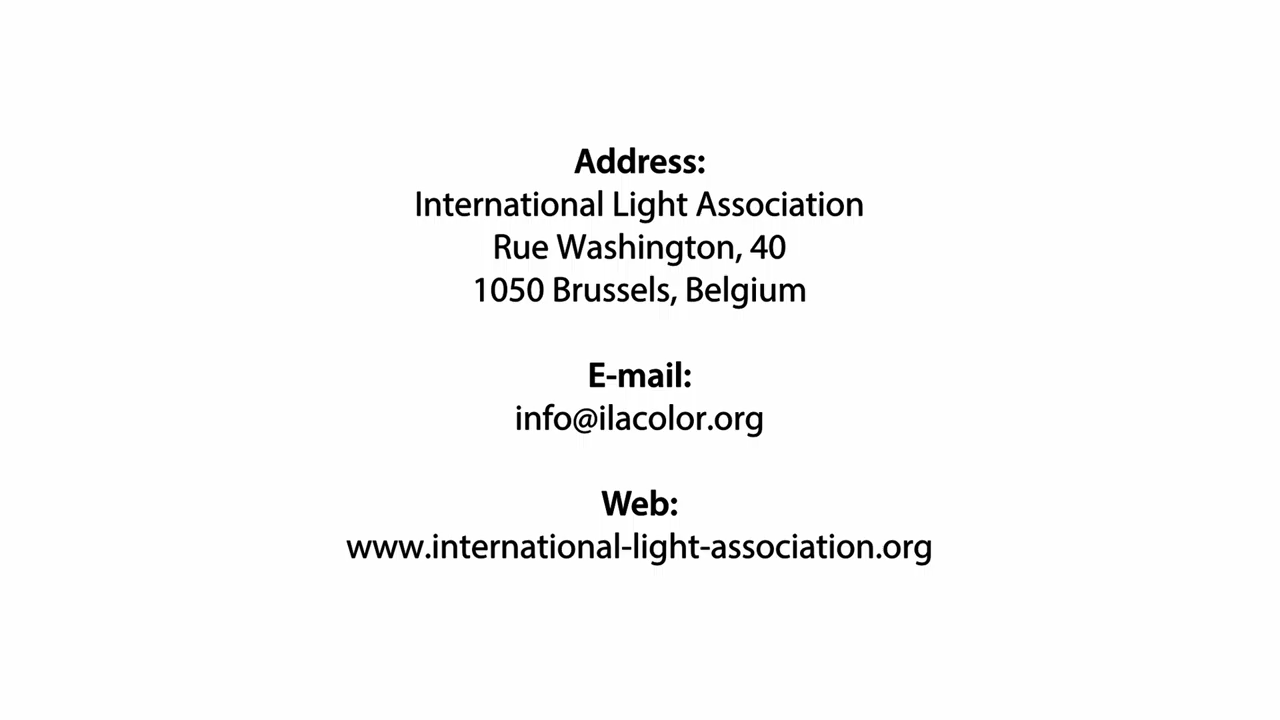 Address:
International Light Association
Rue Washington, 40
1050 Brussels, Belgium
E-mail:
info@ilacolor.org
Web:
www.international-light-association.org